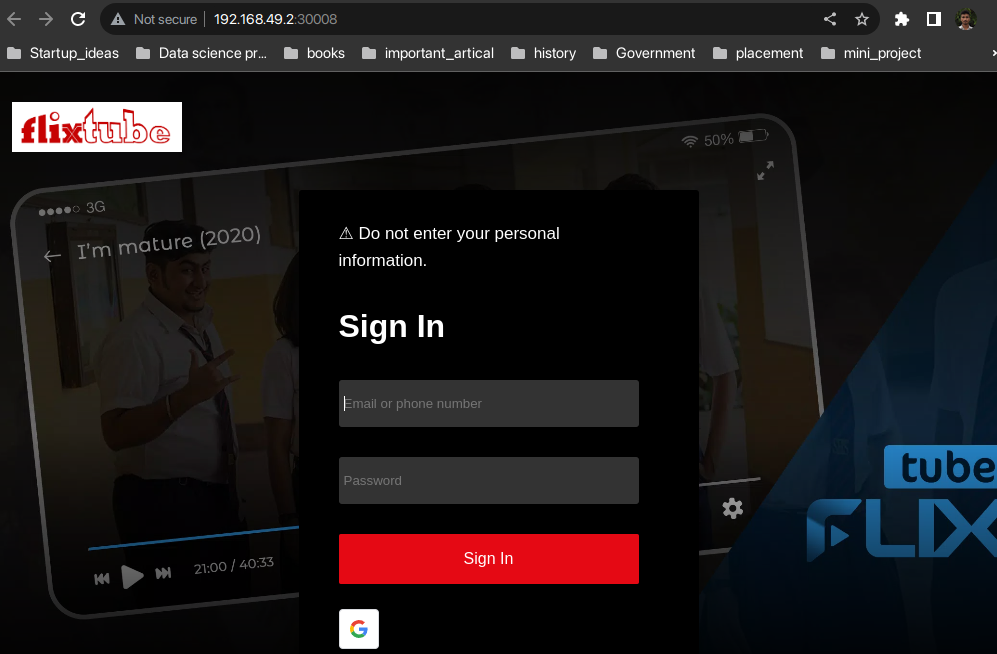 Not secure | 192.168.49.2:30008
Startup_ideas Data science pr... books important_artical history Government placement mini_project
flixtube
50%
3G
I'm mature (2020)
⚠ Do not enter your personal
information.
Sign In
Email or phone number
tube
Password
FLIX
Sign In
21:00 / 40:33
G